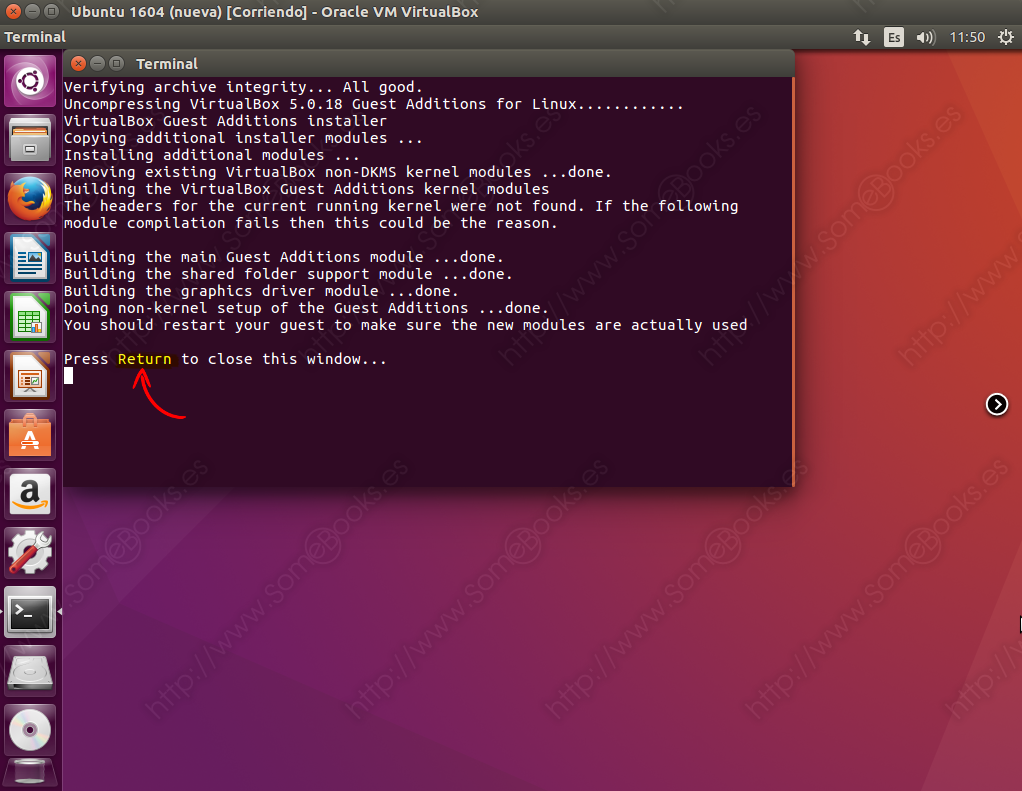 Ubuntu 1604 (nueva) [Corriendo] - Oracle VM VirtualBox
Terminal
Es
11:50
Terminal
Verifying archive integrity... All good.
Uncompressing VirtualBox 5.0.18 Guest Additions for Linux............
VirtualBox Guest Additions installer
Copying additional installer modules ...
Installing additional modules ...
Removing existing VirtualBox non-DKMS kernel modules ...done.
Building the VirtualBox Guest Additions kernel modules
The headers for the current running kernel were not found. If the following
module compilation fails then this could be the reason.
Building the main Guest Additions module ...done.
Building the shared folder support module ...done.
Building the graphics driver module ...done.
Doing non-kernel setup of the Guest Additions ...done.
You should restart your guest to make sure the new modules are actually used
Press Return to close this window...
http://www.SomeBooks.es